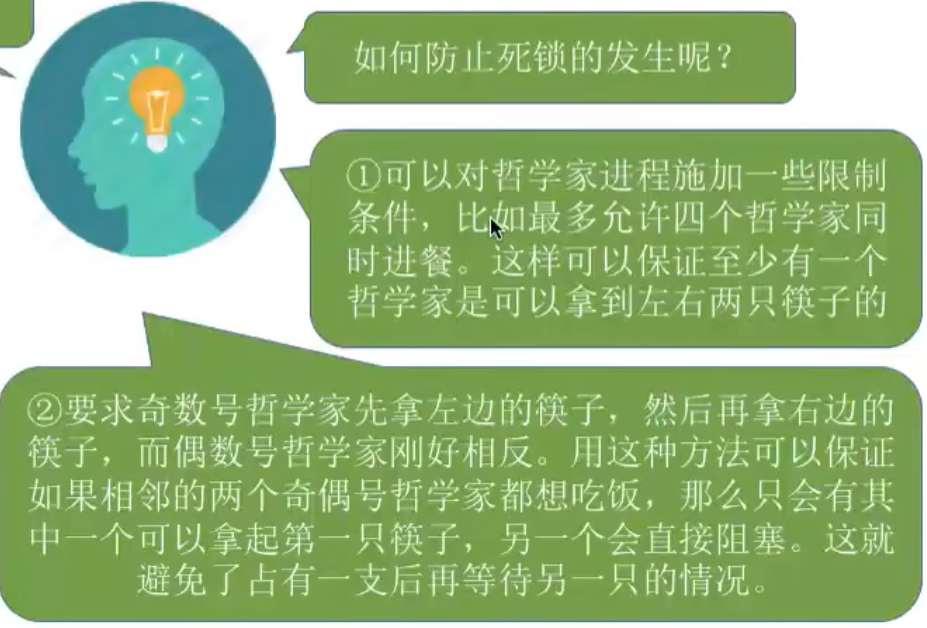 如何防止死锁的发生呢？
①可以对哲学家进程施加一些限制
条件，比如最多允许四个哲学家同
时进餐。这样可以保证至少有一个
哲学家是可以拿到左右两只筷子的
②要求奇数号哲学家先拿左边的筷子，然后再拿右边的
筷子，而偶数号哲学家刚好相反。用这种方法可以保证
如果相邻的两个奇偶号哲学家都想吃饭，那么只会有其
中一个可以拿起第一只筷子，另一个会直接阻塞。这就
避免了占有一支后再等待另一只的情况。